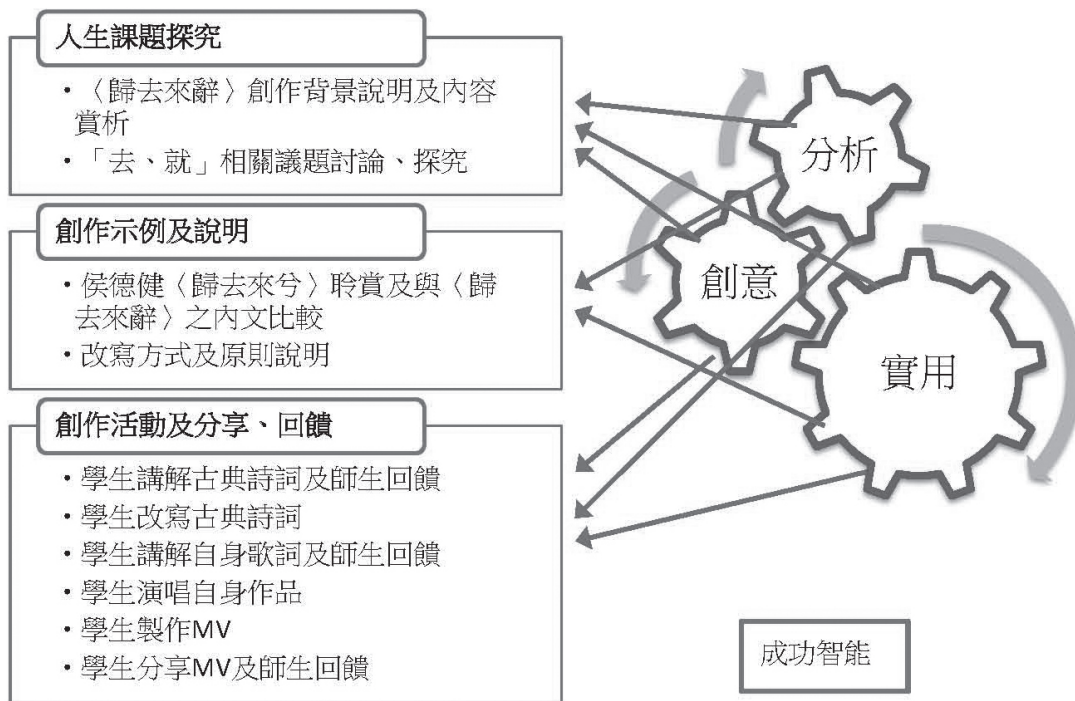 人生課題探究
・〈歸去來辭〉創作背景說明及內容
賞析
・「去、就」相關議題討論、探究
創作示例及說明
・侯德健〈歸去來兮〉聆賞及與〈歸
去來辭〉之內文比較
・改寫方式及原則說明
創作活動及分享、回饋
・學生講解古典詩詞及師生回饋
・學生改寫古典詩詞
・學生講解自身歌詞及師生回饋
・學生演唱自身作品
・學生製作MV
・學生分享MV及師生回饋
分析
創意
實用
成功智能